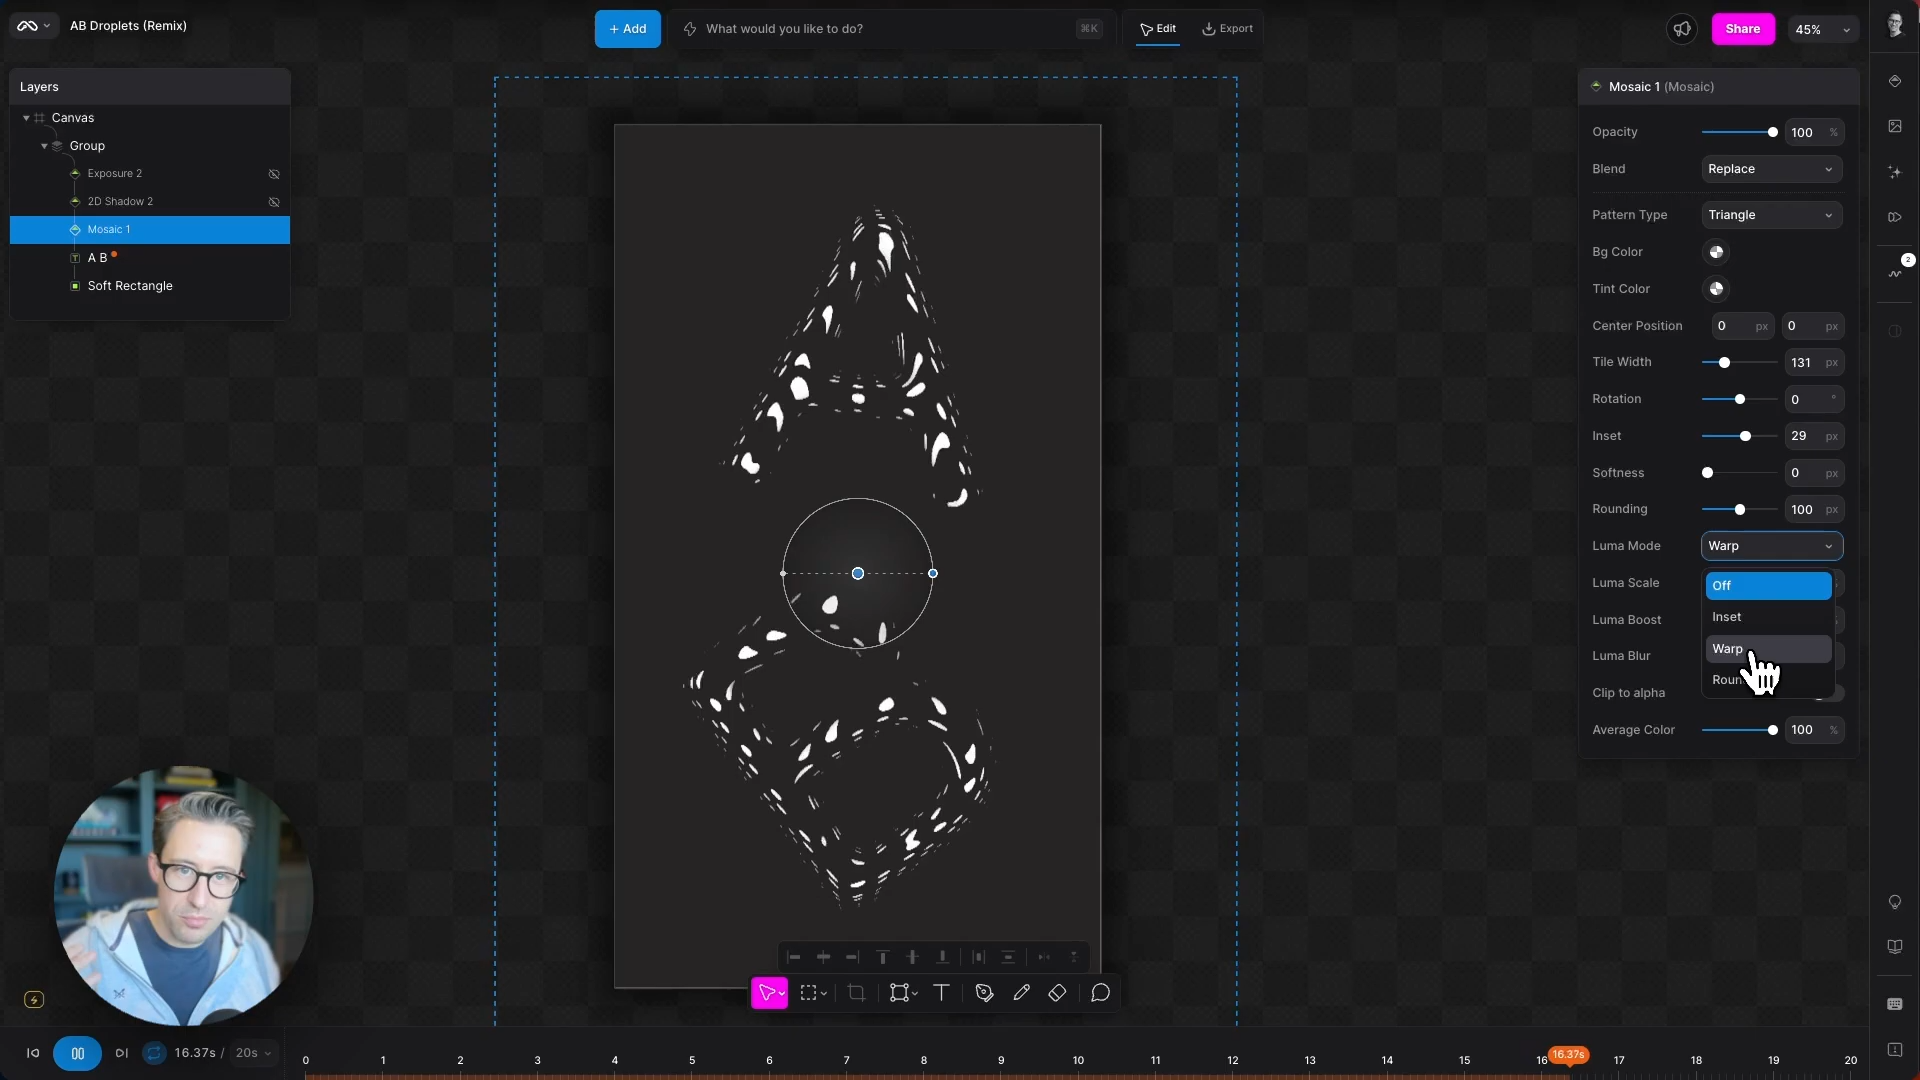 AB Droplets (Remix)
+ Add
What would you like to do?
⌘K
Edit
Export
Share
45%
Layers
Canvas
Group
Exposure 2
2D Shadow 2
Mosaic 1
A B
Soft Rectangle
Mosaic 1 (Mosaic)
Opacity 100 %
Blend Replace
Pattern Type Triangle
Bg Color
2
Tint Color
Center Position 0 px 0 px
Tile Width 131 px
Rotation 0 °
Inset 29 px
Softness 0 px
Rounding 100 px
Luma Mode Warp
Luma Scale
Off
Luma Boost
Inset
Luma Blur
Warp
Clip to alpha
Average Color 100 %
16.37s / 20s
0 1 2 3 4 5 6 7 8 9 10 11 12 13 14 15 16 16.37s 17 18 19 20